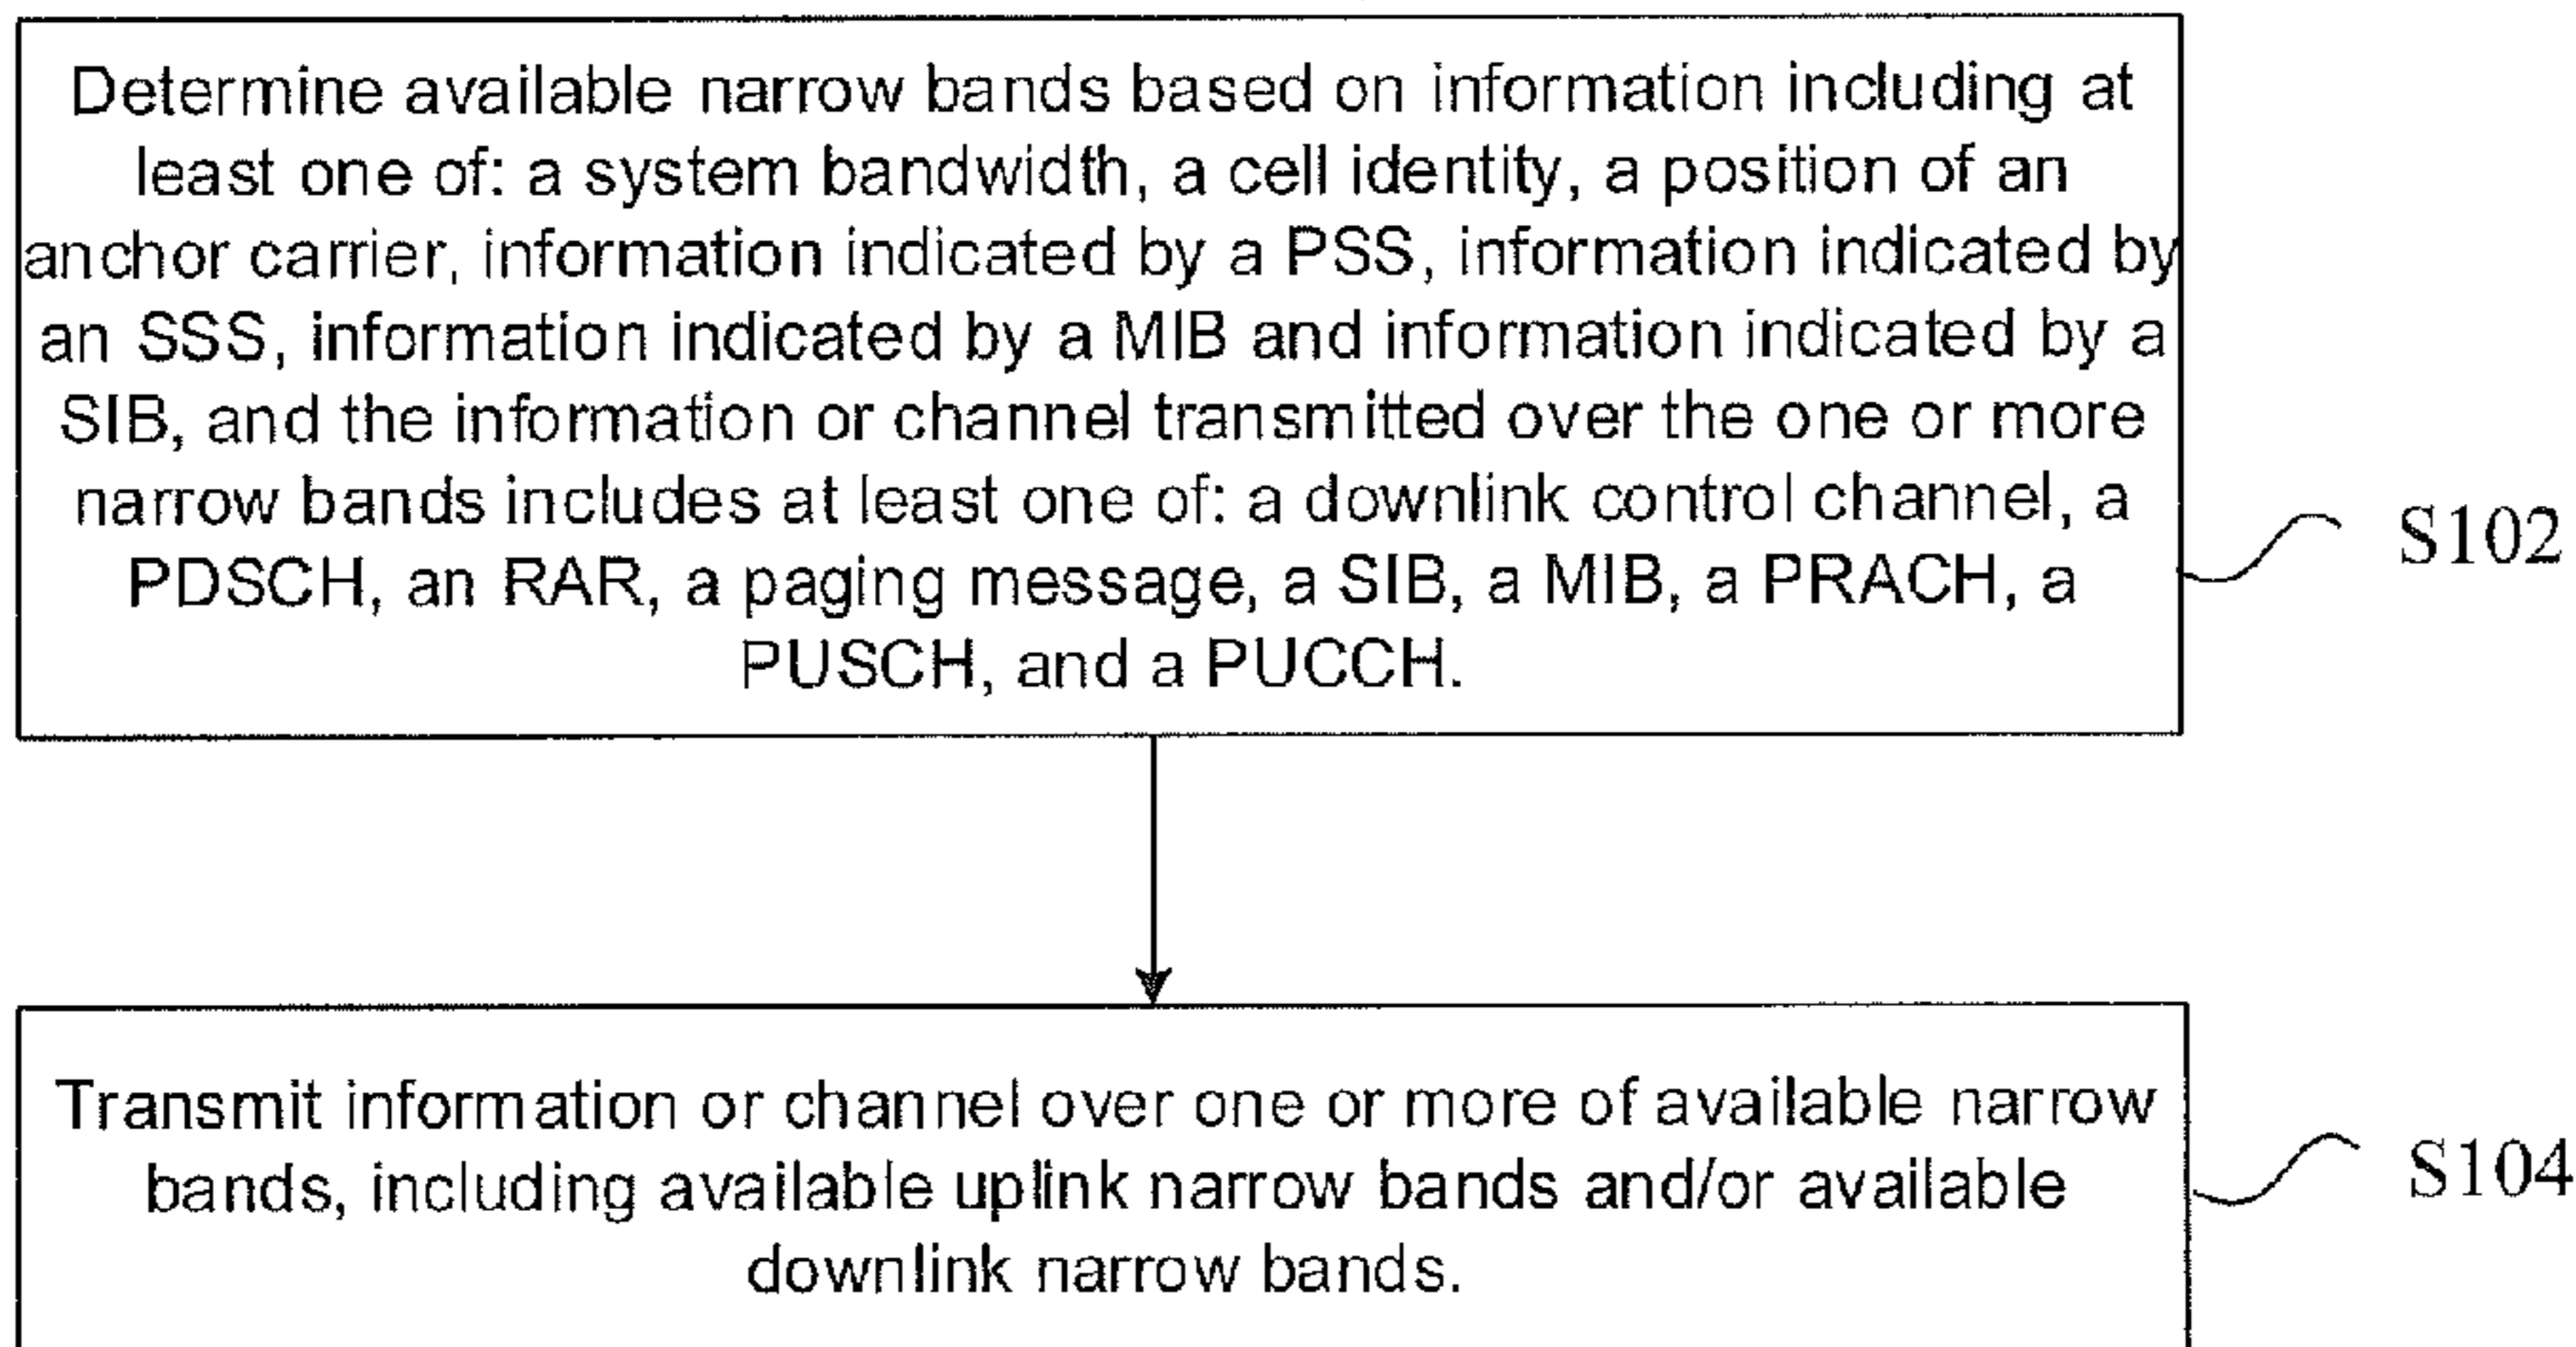 Determine available narrow bands based on information including at
least one of: a system bandwidth, a cell identity, a position of an
anchor carrier, information indicated by a PSS, information indicated by
an SSS, information indicated by a MIB and information indicated by a
SIB, and the information or channel transmitted over the one or more
narrow bands includes at least one of: a downlink control channel, a
PDSCH, an RAR, a paging message, a SIB, a MIB, a PRACH, a
PUSCH, and a PUCCH.
S102
Transmit information or channel over one or more of available narrow
bands, including available uplink narrow bands and/or available
downlink narrow bands.
S104